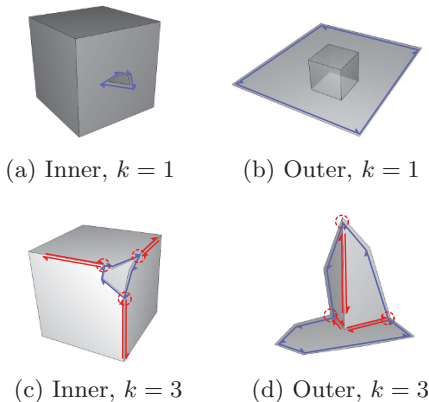 (a) Inner, k = 1
(b) Outer, k = 1
(c) Inner, k = 3
(d) Outer, k = 3